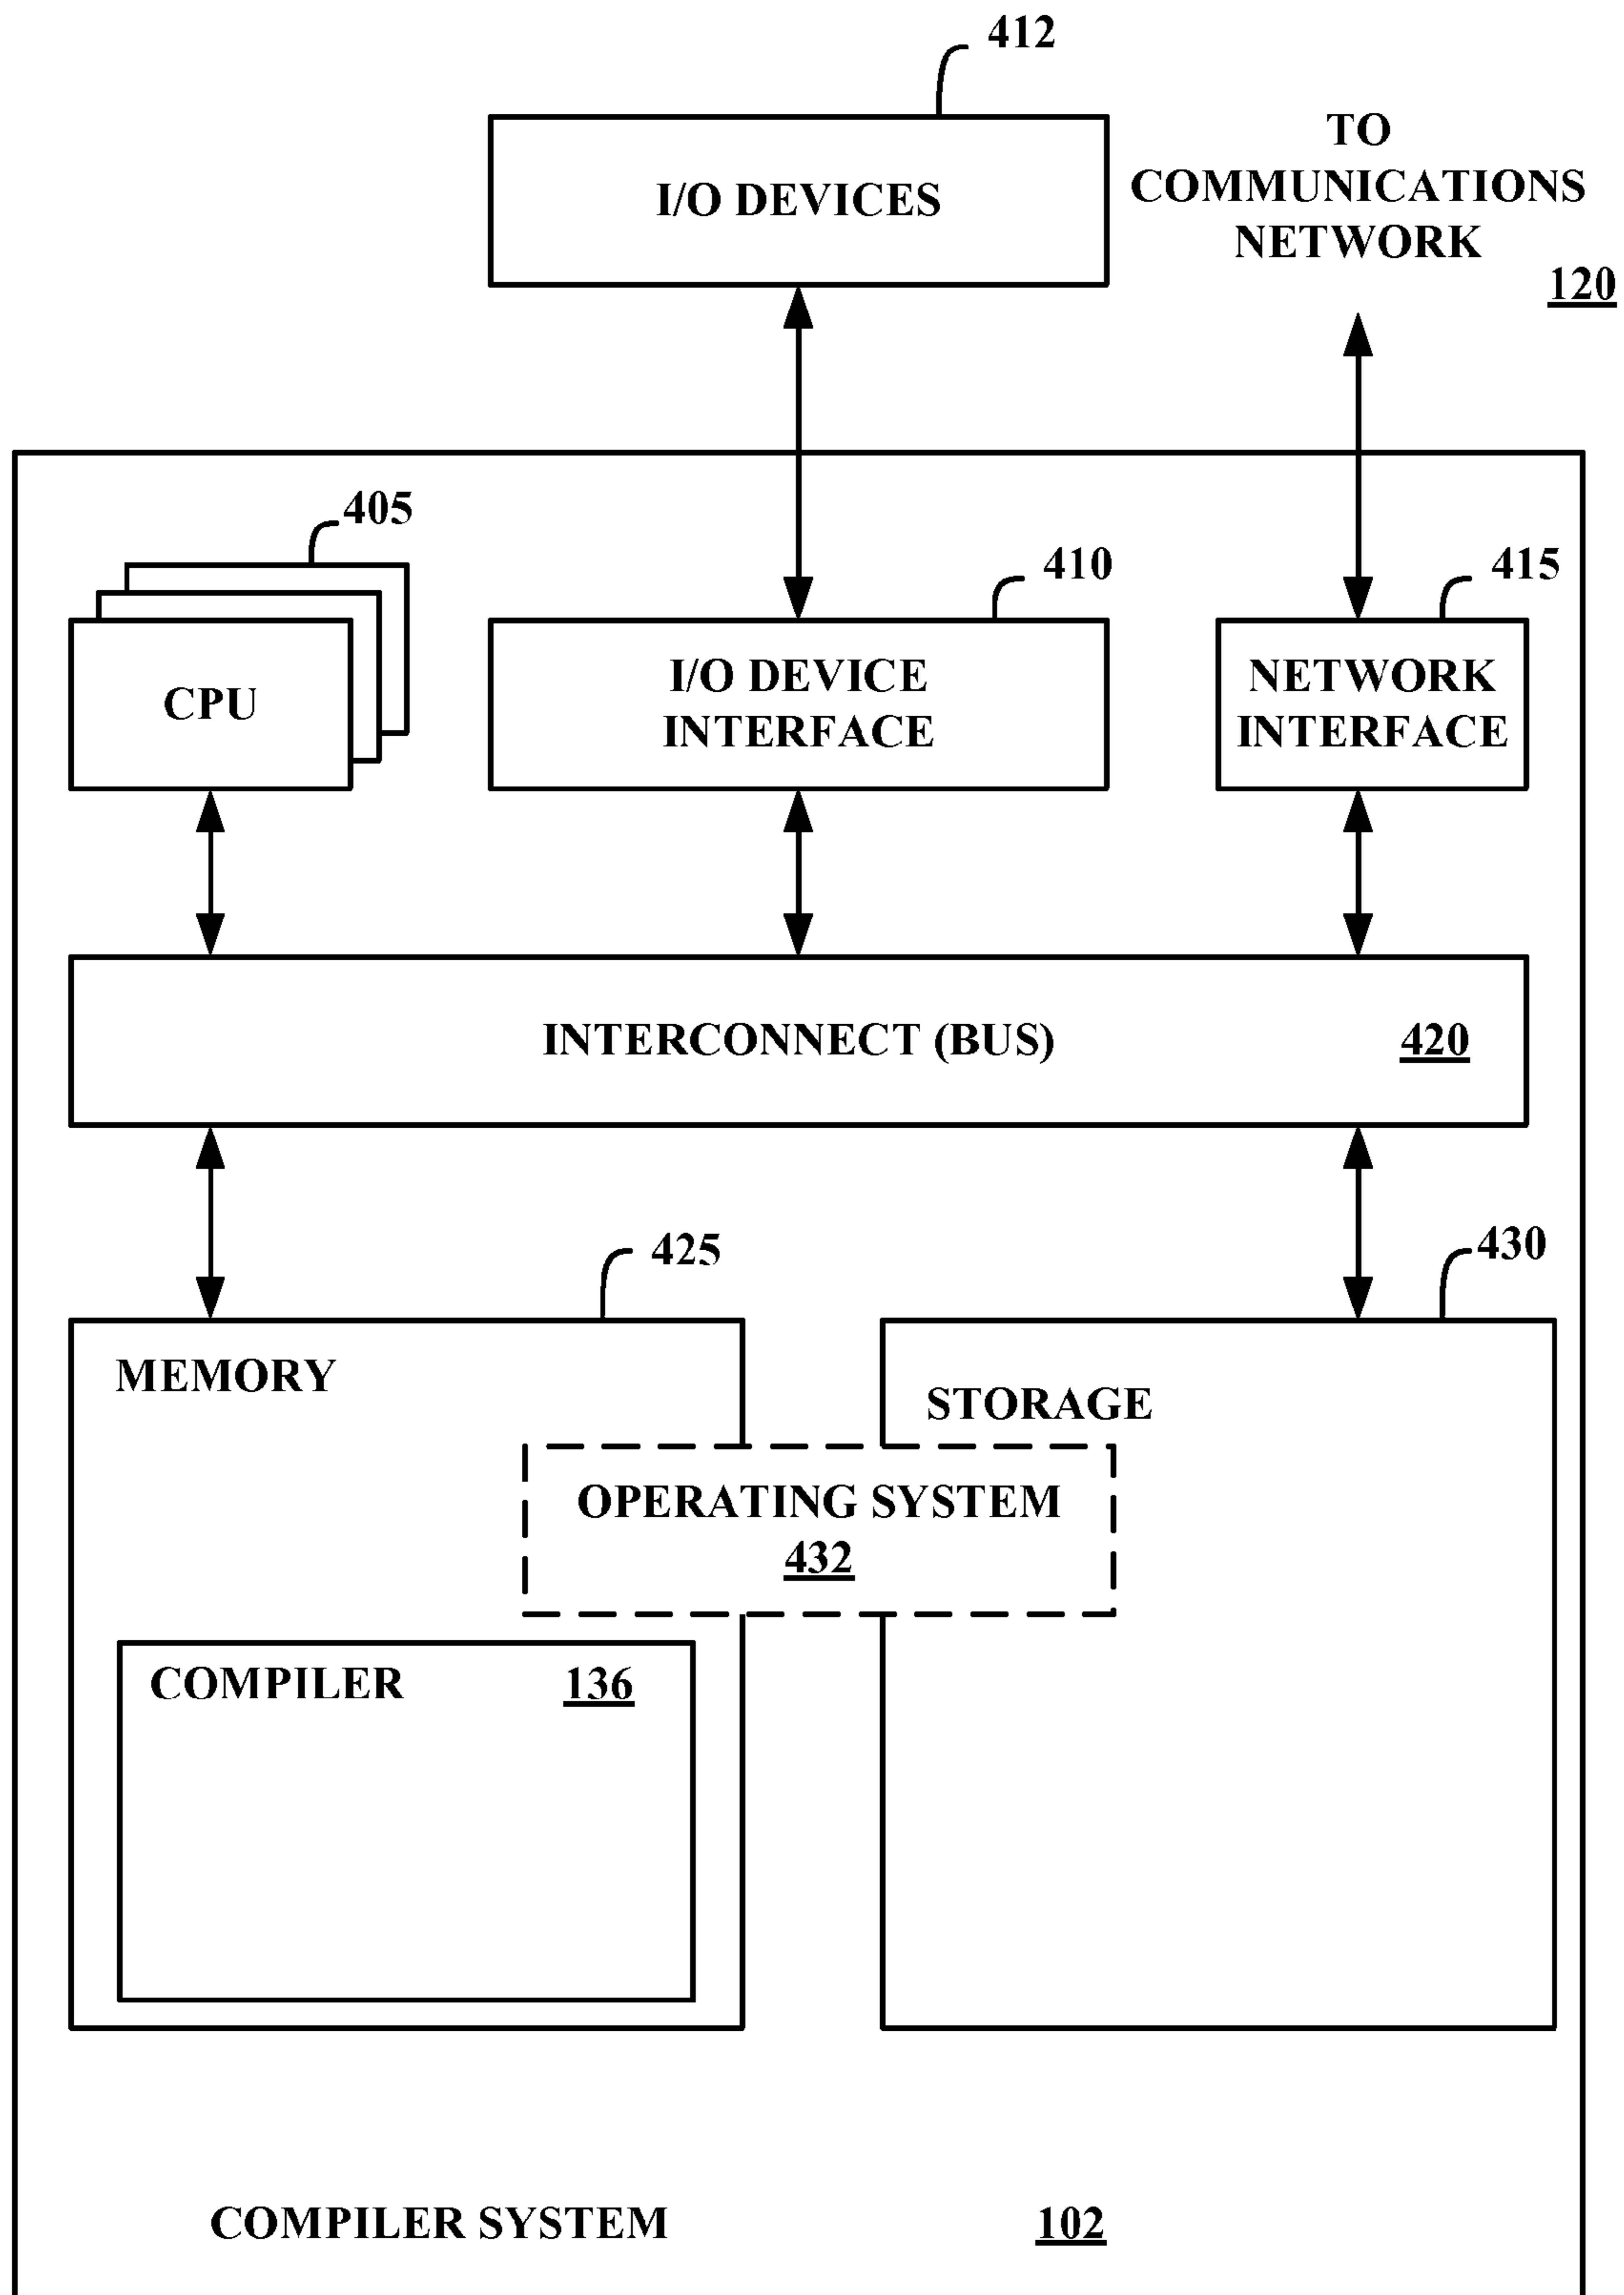 412
I/O DEVICES
TO
COMMUNICATIONS
NETWORK
120
405
410
415
CPU
I/O DEVICE
INTERFACE
NETWORK
INTERFACE
INTERCONNECT (BUS)
420
425
430
MEMORY
STORAGE
OPERATING SYSTEM
432
COMPILER
136
COMPILER SYSTEM
102